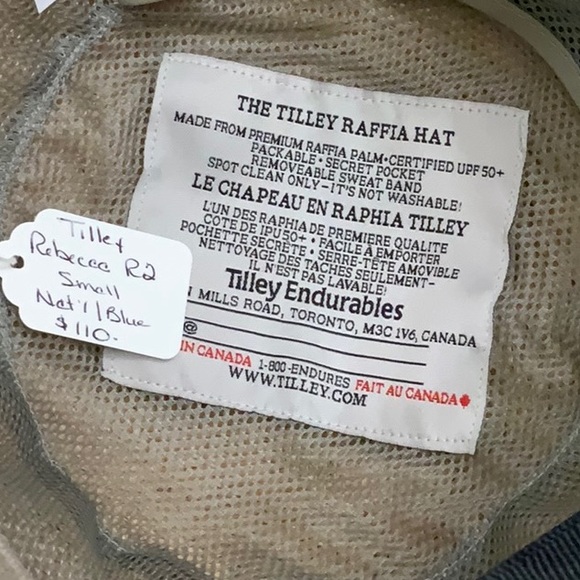 THE TILLEY RAFFIA HAT
MADE FROM PREMIUM RAFFIA PALM•CERTIFIED UPF 50+
PACKABLE • SECRET POCKET
REMOVEABLE SWEAT BAND
SPOT CLEAN ONLY–IT'S NOT WASHABLE!
LE CHAPEAU EN RAPHIA TILLEY
L'UN DES RAPHIA DE PREMIERE QUALITE
COTE DE IPU 50+ • FACILE A EMPORTER
POCHETTE SECRETE • SERRE-TÊTE AMOVIBLE
NETTOYAGE DES TACHES SEULEMENT–
IL N'EST PAS LAVABLE!
Tilley Endurables
N MILLS ROAD, TORONTO, M3C 1V6, CANADA
@
IN CANADA 1-800-ENDURES FAIT AU CANADA
WWW.TILLEY.COM
Tilley
Rebecca R2
Small
Nat'l/Blue
$110.-